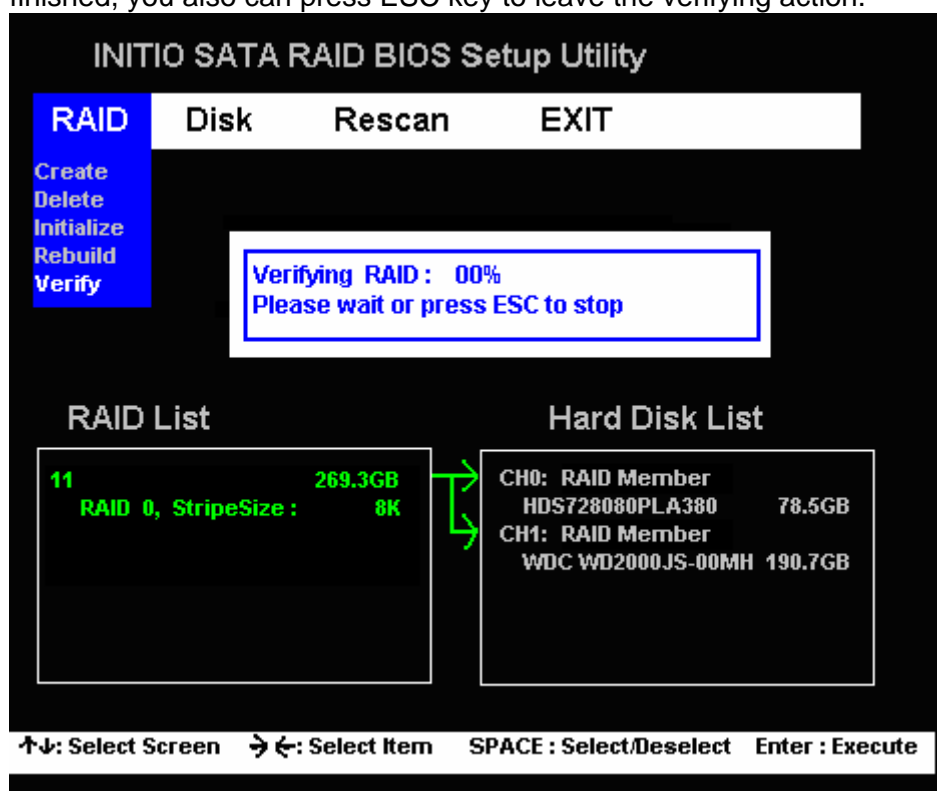 finished, you also can press ESC key to leave the verifying action.
INITIO SATA RAID BIOS Setup Utility
RAID Disk Rescan EXIT
Create
Delete
Initialize
Rebuild
Verify
Verifying RAID : 00%
Please wait or press ESC to stop
RAID List
11 269.3GB
RAID 0, StripeSize : 8K
Hard Disk List
CH0: RAID Member
HDS728080PLA380 78.5GB
CH1: RAID Member
WDC WD2000JS-00MH 190.7GB
↑↓: Select Screen →←: Select Item SPACE : Select/Deselect Enter : Execute